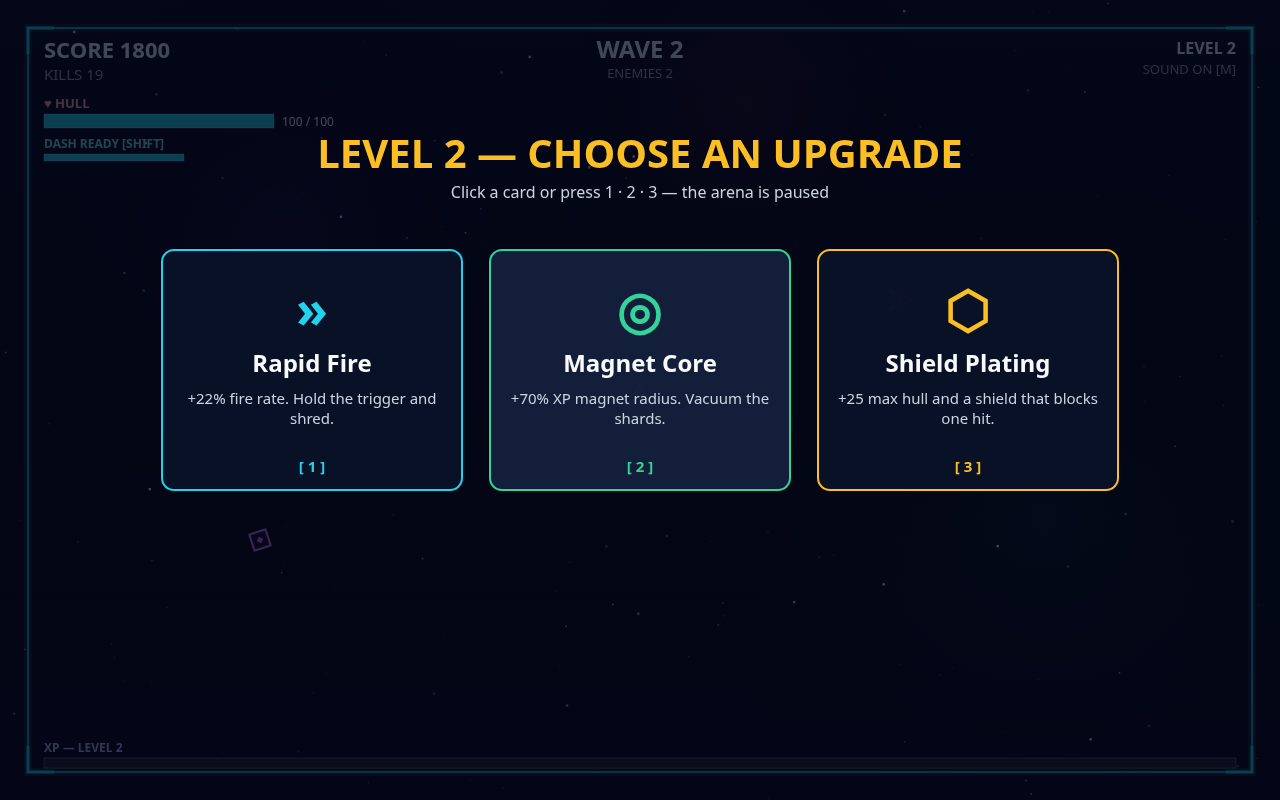 SCORE 1800
WAVE 2
LEVEL 2
KILLS 19
ENEMIES 2
SOUND ON [M]
♥ HULL
100 / 100
DASH READY [SHIFT]
LEVEL 2 — CHOOSE AN UPGRADE
Click a card or press 1 · 2 · 3 — the arena is paused
»
Rapid Fire
+22% fire rate. Hold the trigger and
shred.
[ 1 ]
Magnet Core
+70% XP magnet radius. Vacuum the
shards.
[ 2 ]
Shield Plating
+25 max hull and a shield that blocks
one hit.
[ 3 ]
XP — LEVEL 2